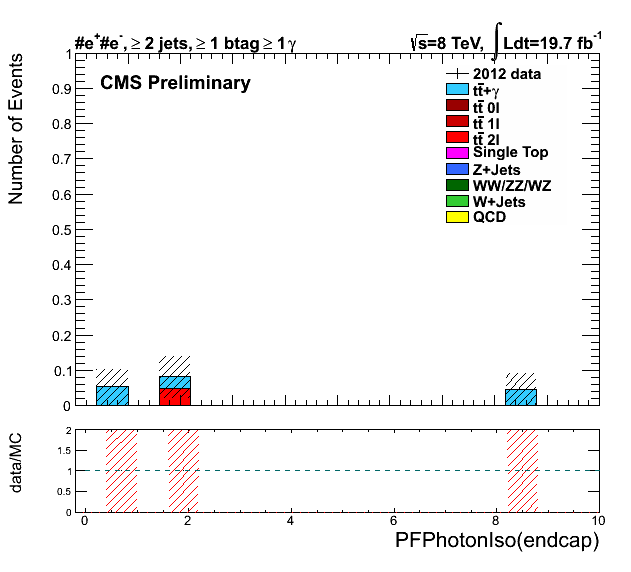 #e⁺#e⁻, ≥ 2 jets, ≥ 1 btag ≥ 1 γ
√s=8 TeV, ∫ Ldt=19.7 fb⁻¹
CMS Preliminary
2012 data
tt̄+γ
tt̄ 0l
tt̄ 1l
tt̄ 2l
Single Top
Z+Jets
WW/ZZ/WZ
W+Jets
QCD
Number of Events
1
0.9
0.8
0.7
0.6
0.5
0.4
0.3
0.2
0.1
0
data/MC
2
1.5
1
0.5
0
0 2 4 6 8 10
PFPhotonIso(endcap)